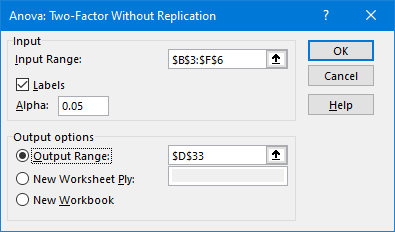 Anova: Two-Factor Without Replication ? ×
Input
Input Range: $B$3:$F$6
Labels
Alpha: 0.05
OK
Cancel
Help
Output options
Output Range: $D$33
New Worksheet Ply:
New Workbook